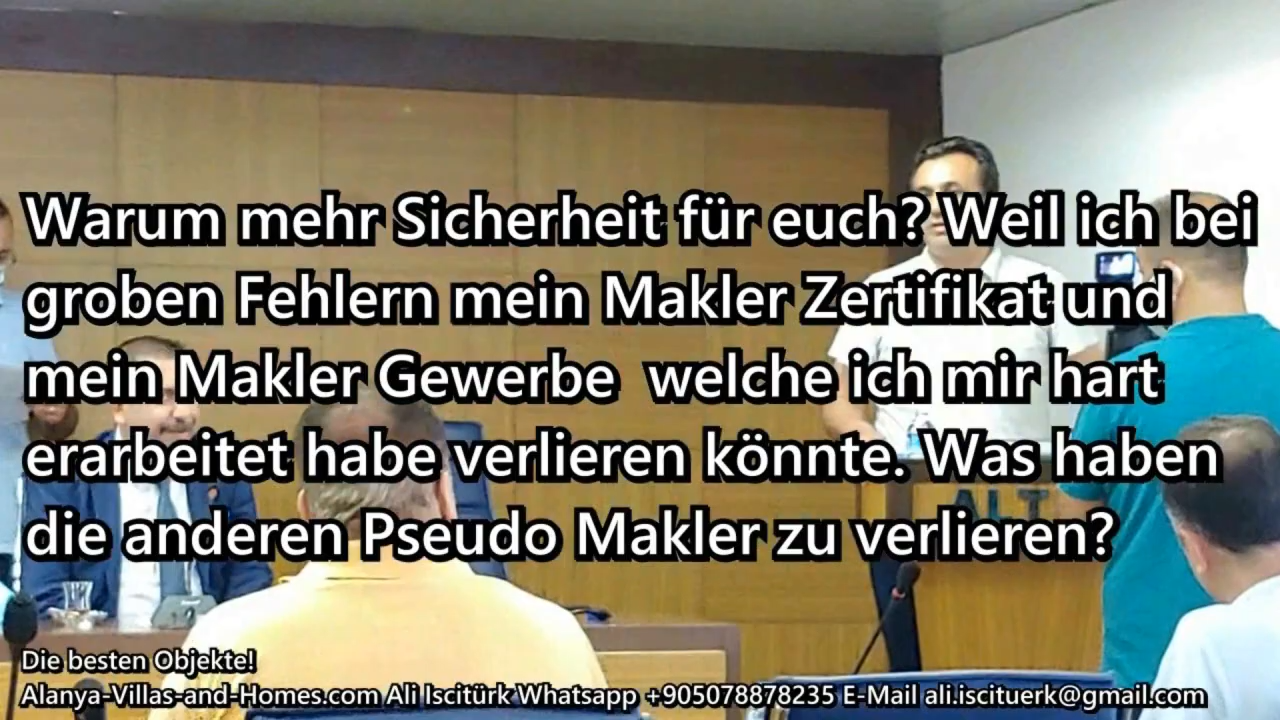 Warum mehr Sicherheit für euch? Weil ich bei
groben Fehlern mein Makler Zertifikat und
mein Makler Gewerbe  welche ich mir hart
erarbeitet habe verlieren könnte. Was haben
die anderen Pseudo Makler zu verlieren?
ALT
Die besten Objekte!
Alanya-Villas-and-Homes.com Ali Iscitürk Whatsapp +905078878235 E-Mail ali.iscituerk@gmail.com